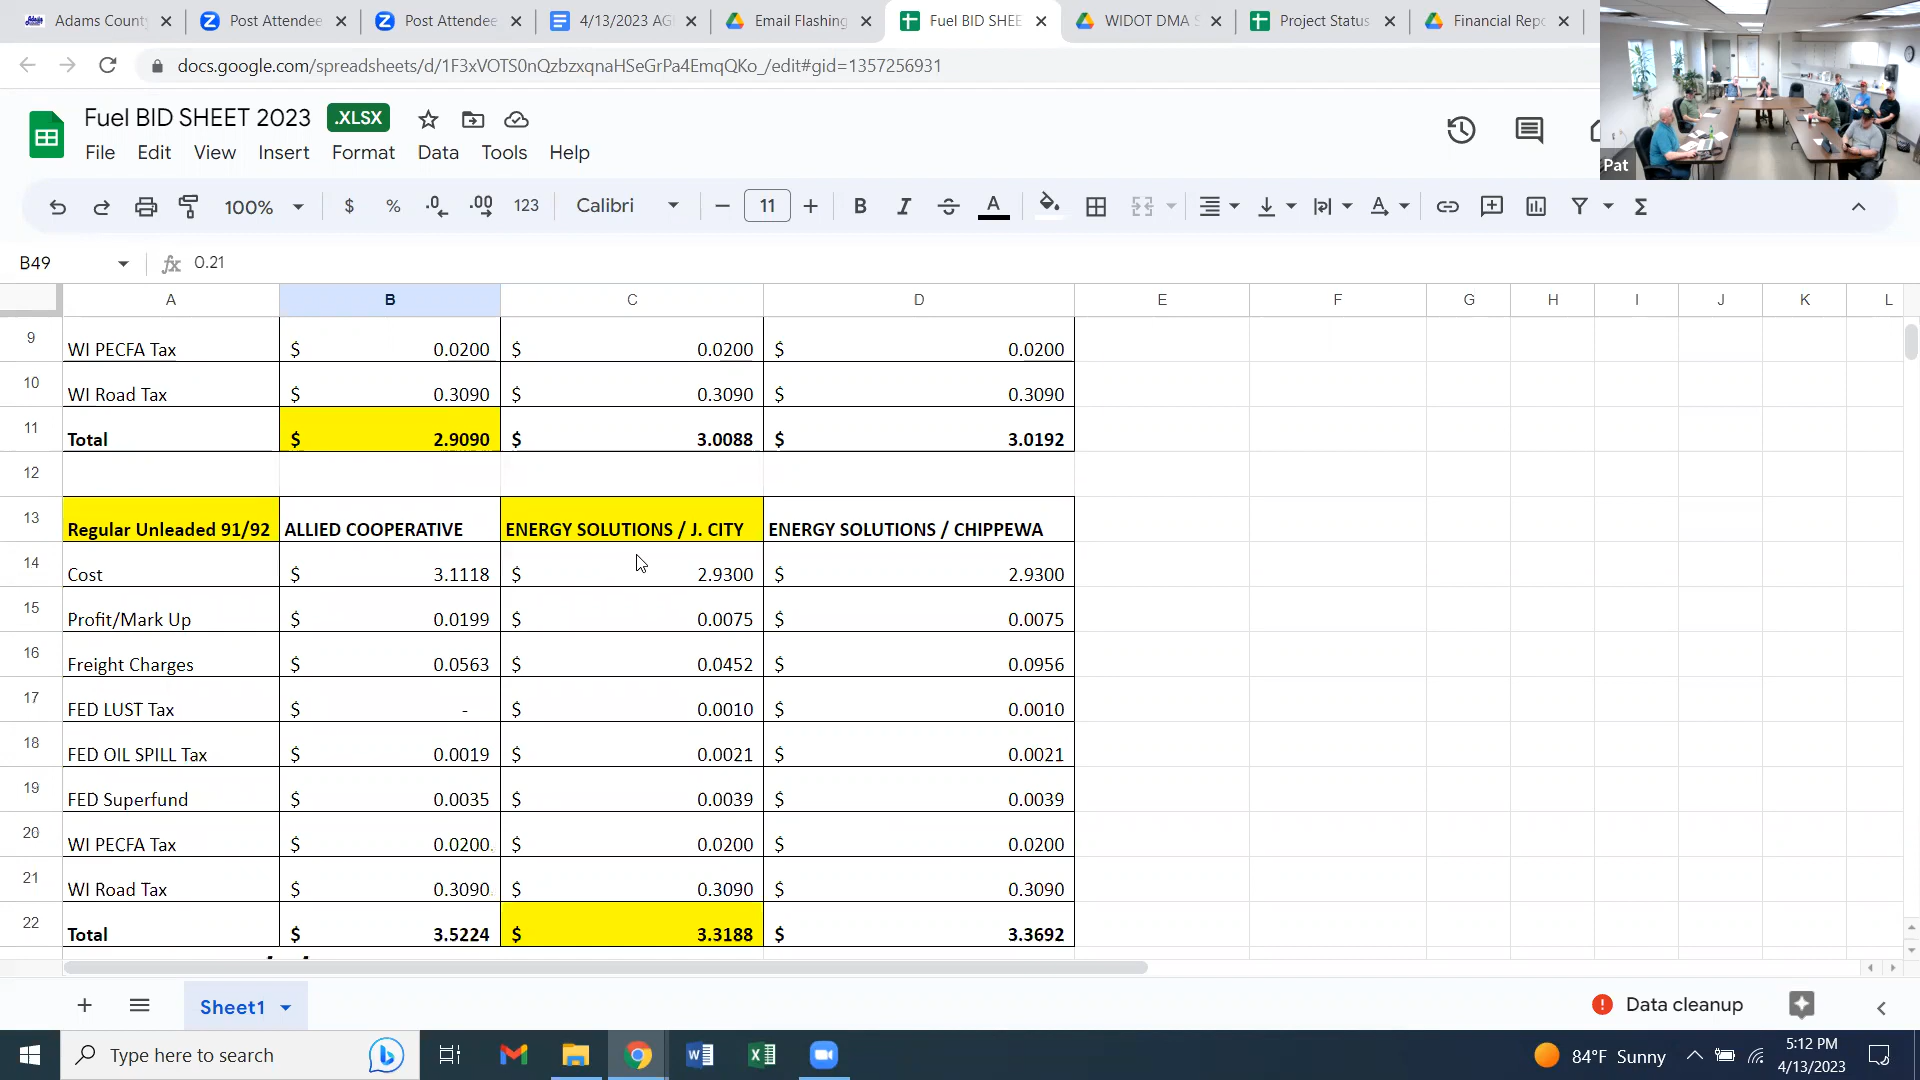 Adams Count
Post Attendee
Post Attendee
4/13/2023 AG
Email Flashing
Fuel BID SHEE
WIDOT DMA S
Project Status
Financial Repo
docs.google.com/spreadsheets/d/1F3xVOTS0nQzbzxqnaHSeGrPa4EmqQKo_/edit#gid=1357256931
Fuel BID SHEET 2023 .XLSX
File Edit View Insert Format Data Tools Help
100% $ % .0 .00 123 Calibri 11 B I S A
Pat
B49 fx 0.21
A B C D E F G H I J K L
9 WI PECFA Tax $ 0.0200 $ 0.0200 $ 0.0200
10 WI Road Tax $ 0.3090 $ 0.3090 $ 0.3090
11 Total $ 2.9090 $ 3.0088 $ 3.0192
12
13 Regular Unleaded 91/92 ALLIED COOPERATIVE ENERGY SOLUTIONS / J. CITY ENERGY SOLUTIONS / CHIPPEWA
14 Cost $ 3.1118 $ 2.9300 $ 2.9300
15 Profit/Mark Up $ 0.0199 $ 0.0075 $ 0.0075
16 Freight Charges $ 0.0563 $ 0.0452 $ 0.0956
17 FED LUST Tax $ - $ 0.0010 $ 0.0010
18 FED OIL SPILL Tax $ 0.0019 $ 0.0021 $ 0.0021
19 FED Superfund $ 0.0035 $ 0.0039 $ 0.0039
20 WI PECFA Tax $ 0.0200 $ 0.0200 $ 0.0200
21 WI Road Tax $ 0.3090 $ 0.3090 $ 0.3090
22 Total $ 3.5224 $ 3.3188 $ 3.3692
Sheet1
Data cleanup
Type here to search
84°F Sunny
5:12 PM
4/13/2023